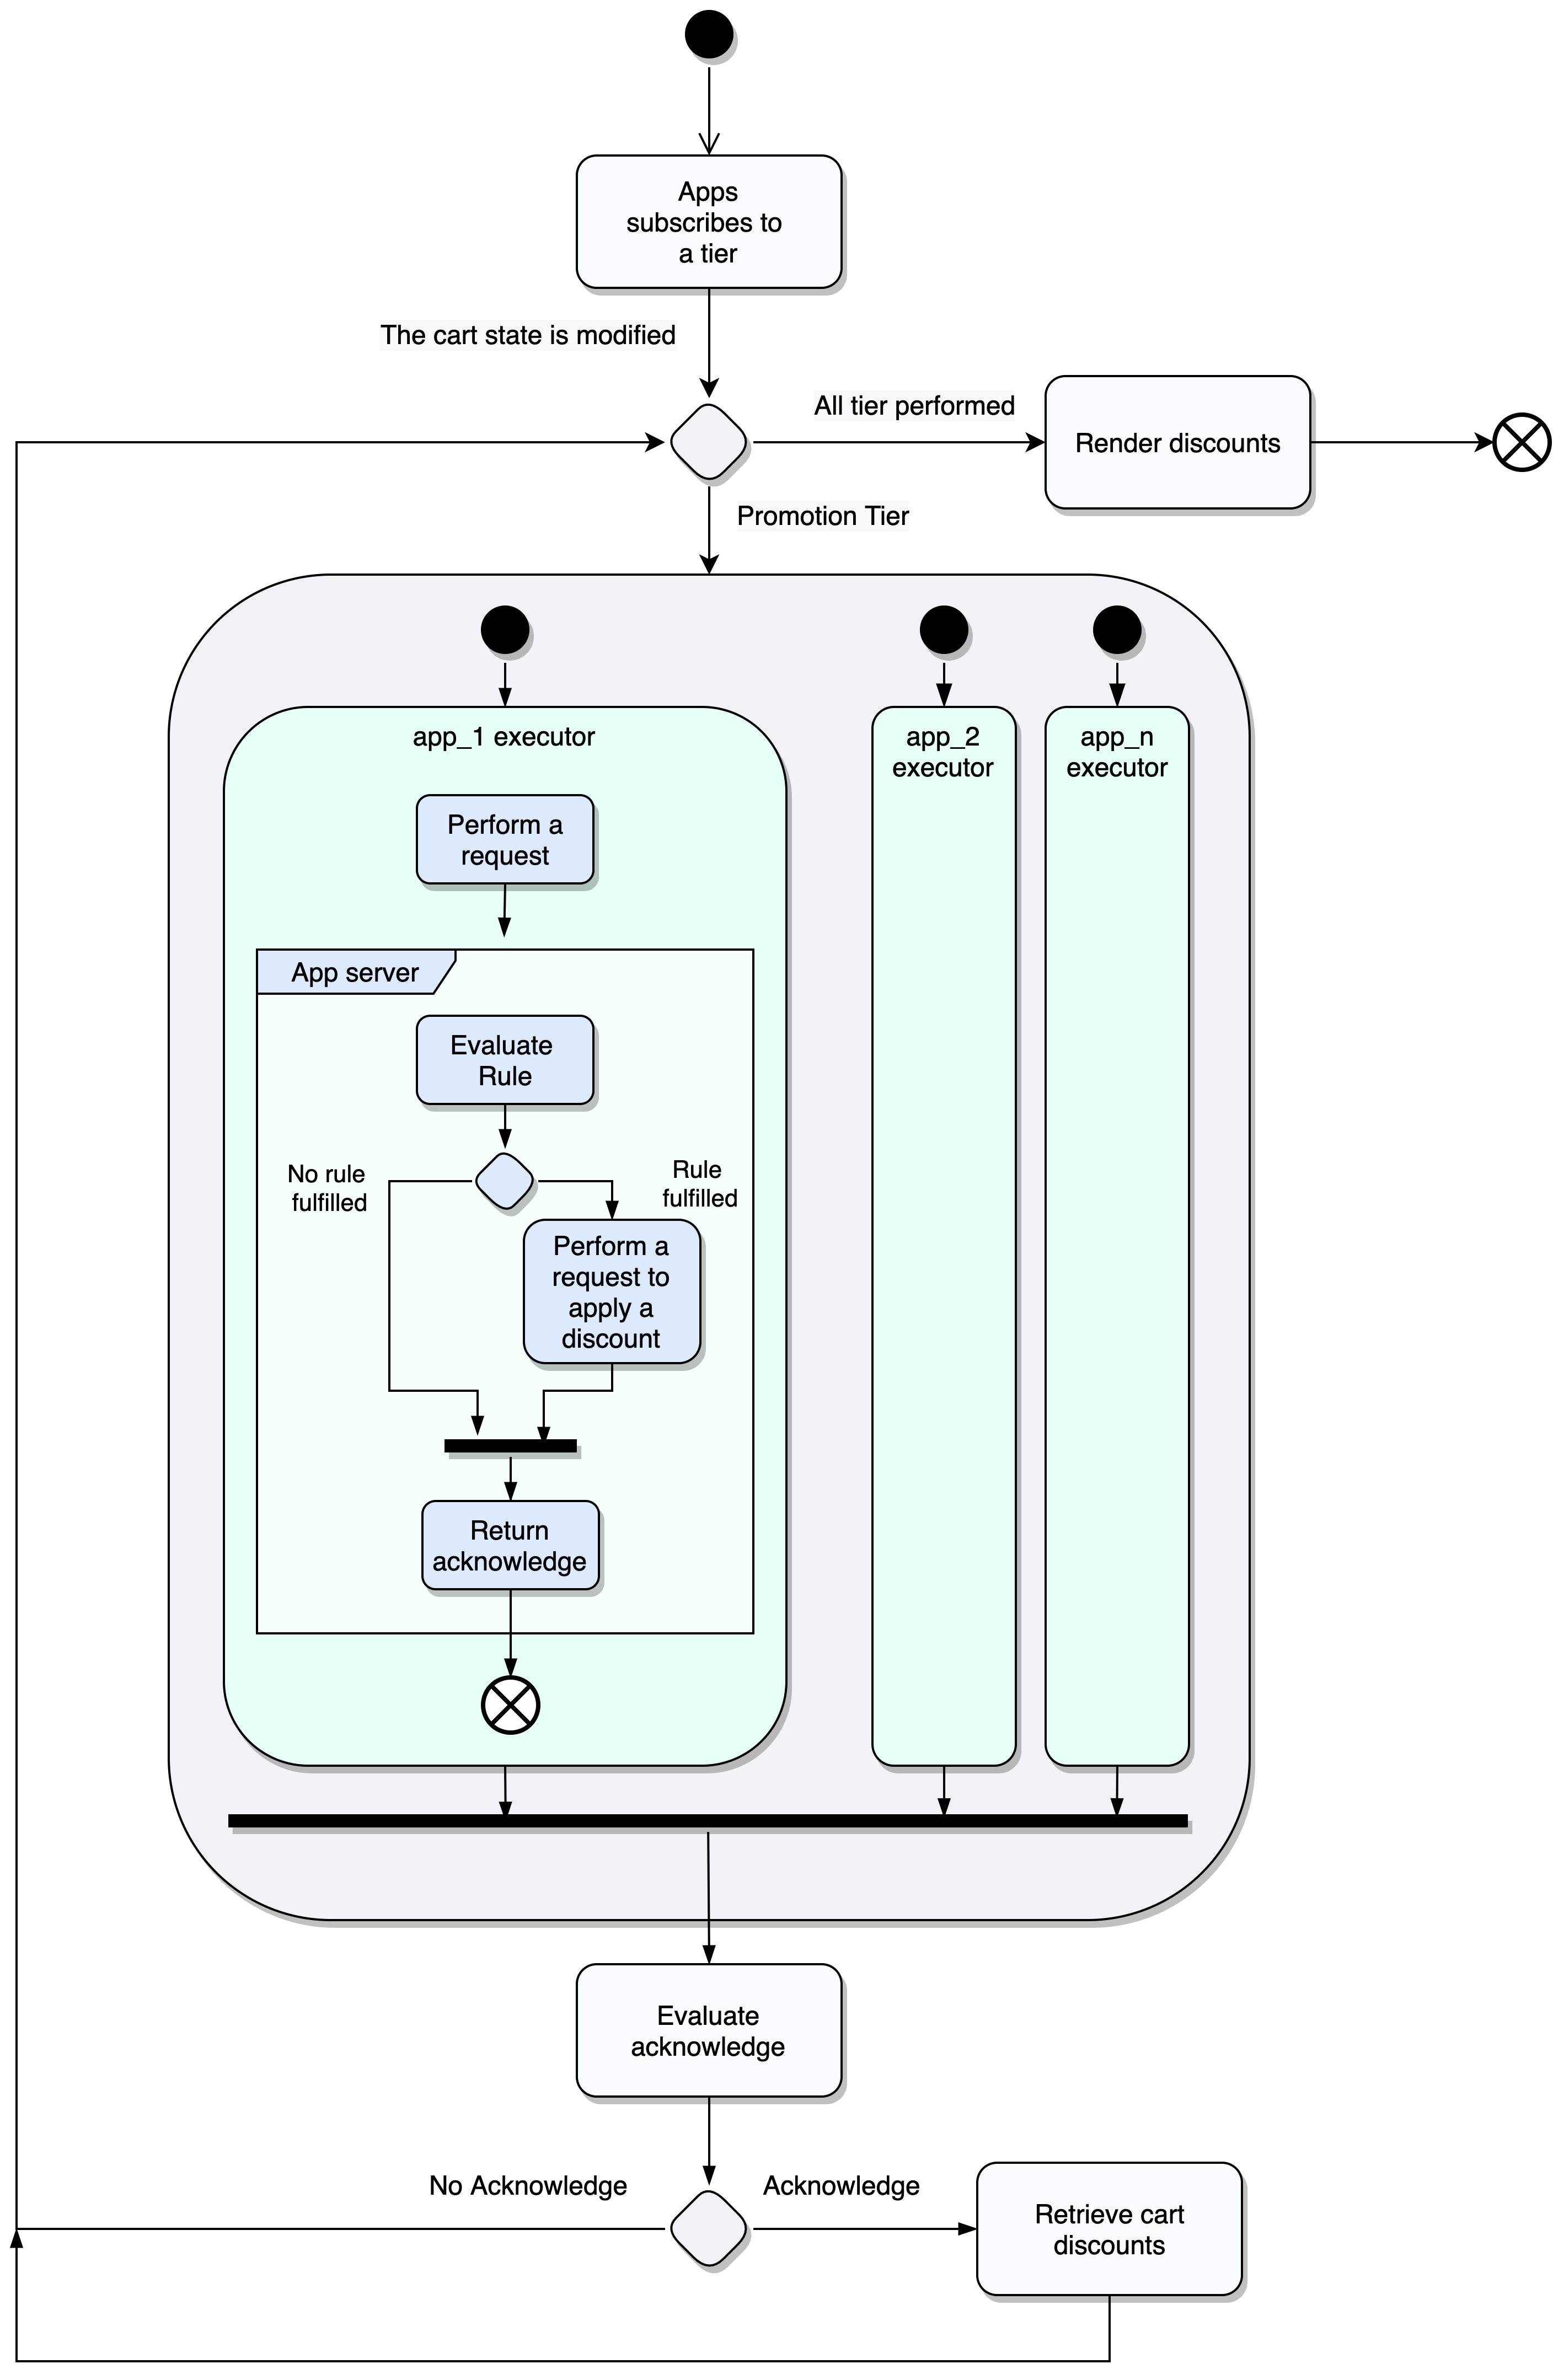 Apps
subscribes to
a tier
The cart state is modified
All tier performed
Render discounts
Promotion Tier
app_1 executor
app_2
executor
app_n
executor
Perform a
request
App server
Evaluate
Rule
No rule
fulfilled
Rule
fulfilled
Perform a
request to
apply a
discount
Return
acknowledge
Evaluate
acknowledge
No Acknowledge
Acknowledge
Retrieve cart
discounts